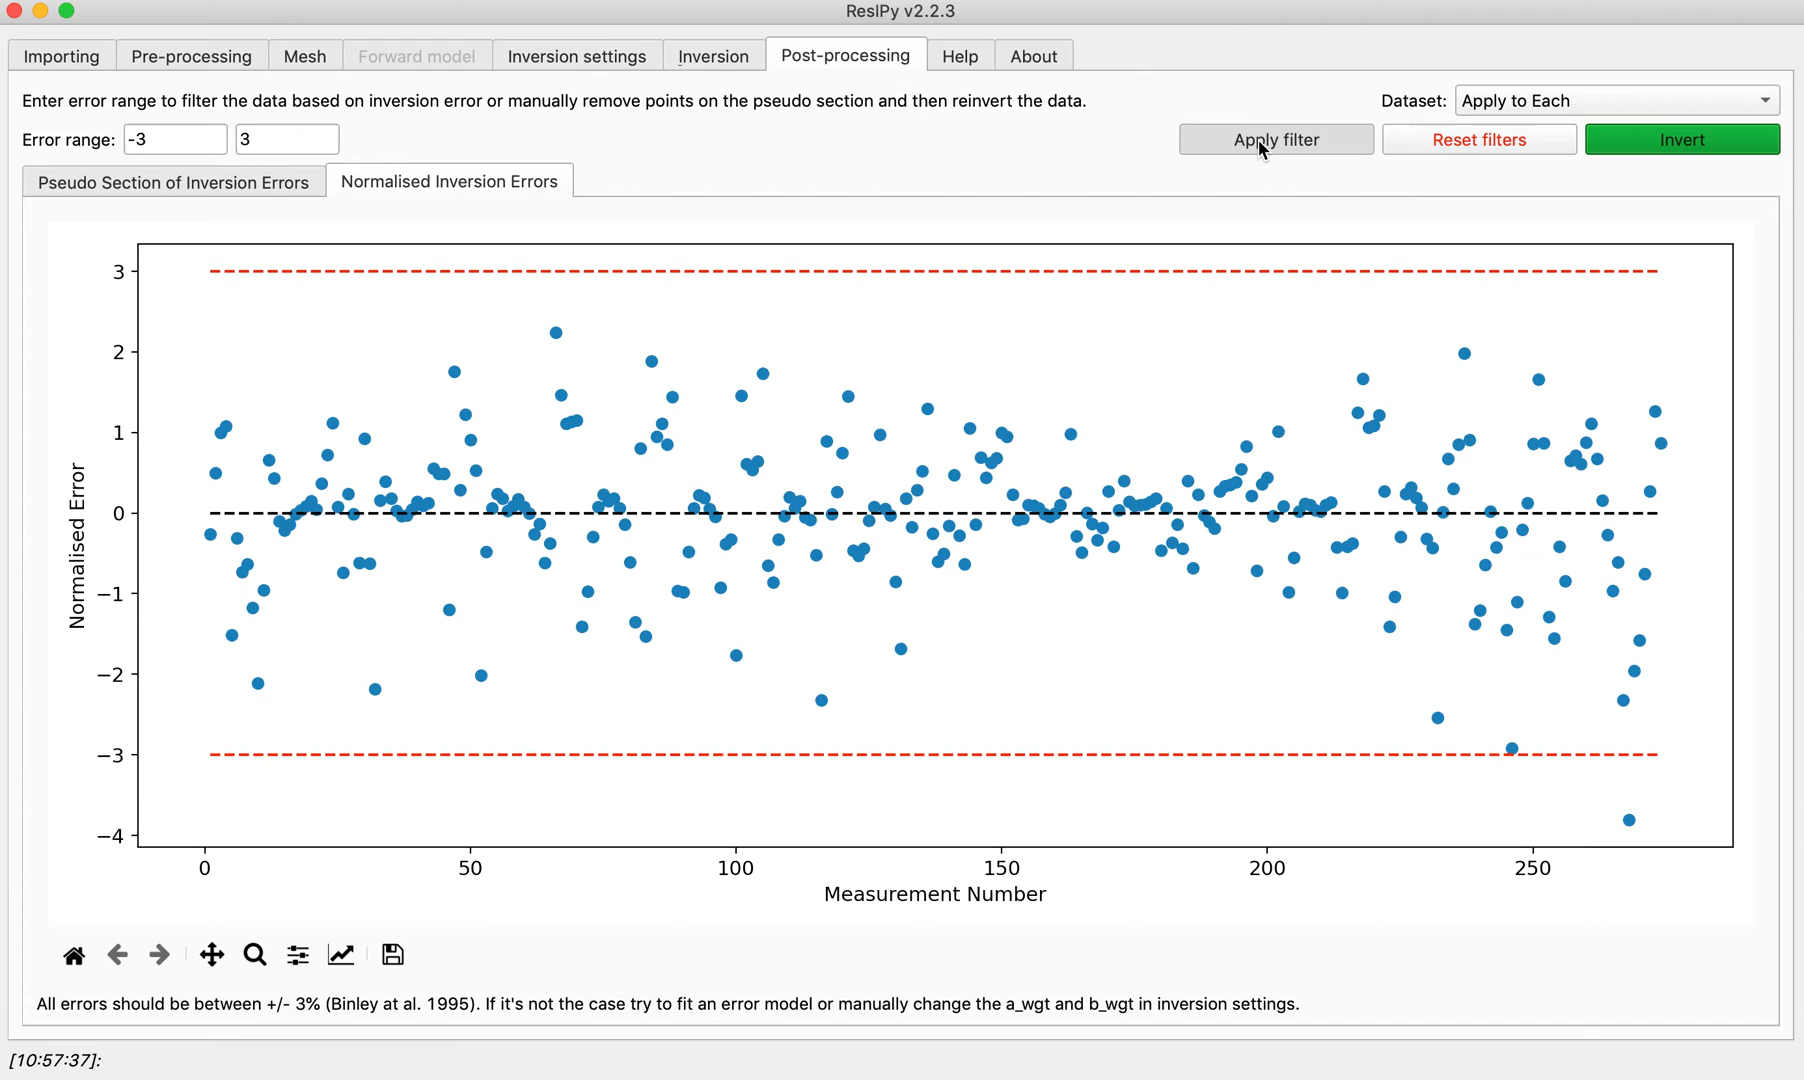 ResIPy v2.2.3
Importing Pre-processing Mesh Forward model Inversion settings Inversion Post-processing Help About
Enter error range to filter the data based on inversion error or manually remove points on the pseudo section and then reinvert the data. Dataset: Apply to Each
Error range: -3 3 Apply filter Reset filters Invert
Pseudo Section of Inversion Errors Normalised Inversion Errors
3
2
1
0
−1
−2
−3
−4
Normalised Error
0 50 100 150 200 250
Measurement Number
All errors should be between +/- 3% (Binley at al. 1995). If it's not the case try to fit an error model or manually change the a_wgt and b_wgt in inversion settings.
[10:57:37]: